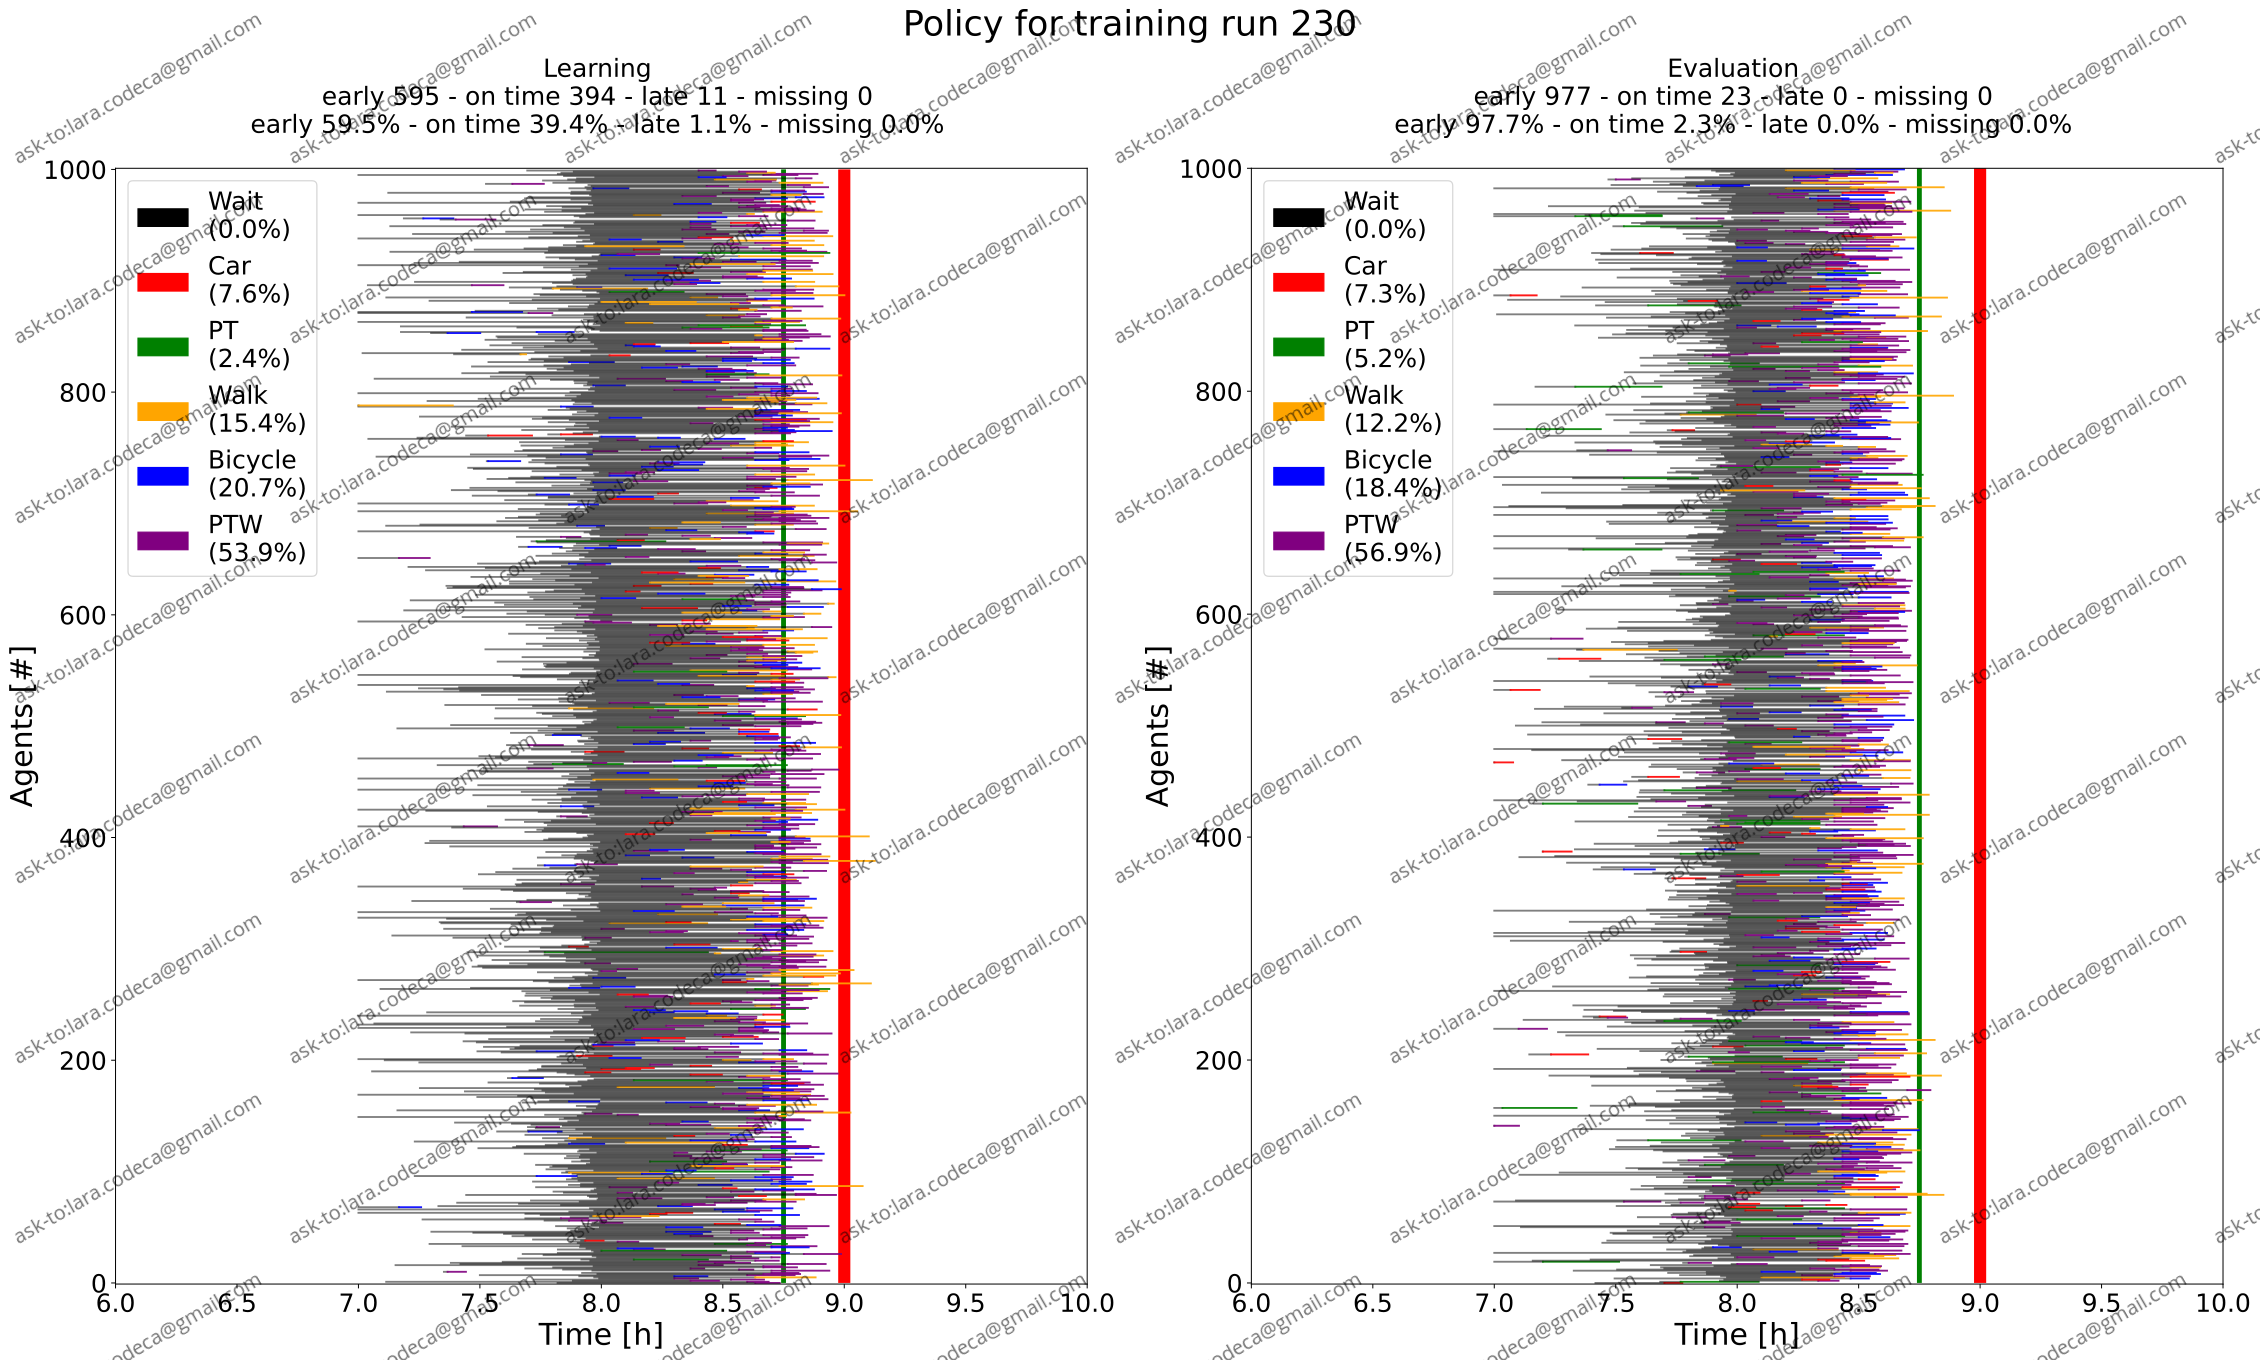 Policy for training run 230
Learning
early 595 - on time 394 - late 11 - missing 0
early 59.5% - on time 39.4% - late 1.1% - missing 0.0%
1000
800
600
400
200
0
Agents [#]
Wait
(0.0%)
Car
(7.6%)
PT
(2.4%)
Walk
(15.4%)
Bicycle
(20.7%)
PTW
(53.9%)
6.0 6.5 7.0 7.5 8.0 8.5 9.0 9.5 10.0
Time [h]
Evaluation
early 977 - on time 23 - late 0 - missing 0
early 97.7% - on time 2.3% - late 0.0% - missing 0.0%
1000
800
600
400
200
0
Agents [#]
Wait
(0.0%)
Car
(7.3%)
PT
(5.2%)
Walk
(12.2%)
Bicycle
(18.4%)
PTW
(56.9%)
6.0 6.5 7.0 7.5 8.0 8.5 9.0 9.5 10.0
Time [h]
ask-to:lara.codeca@gmail.com